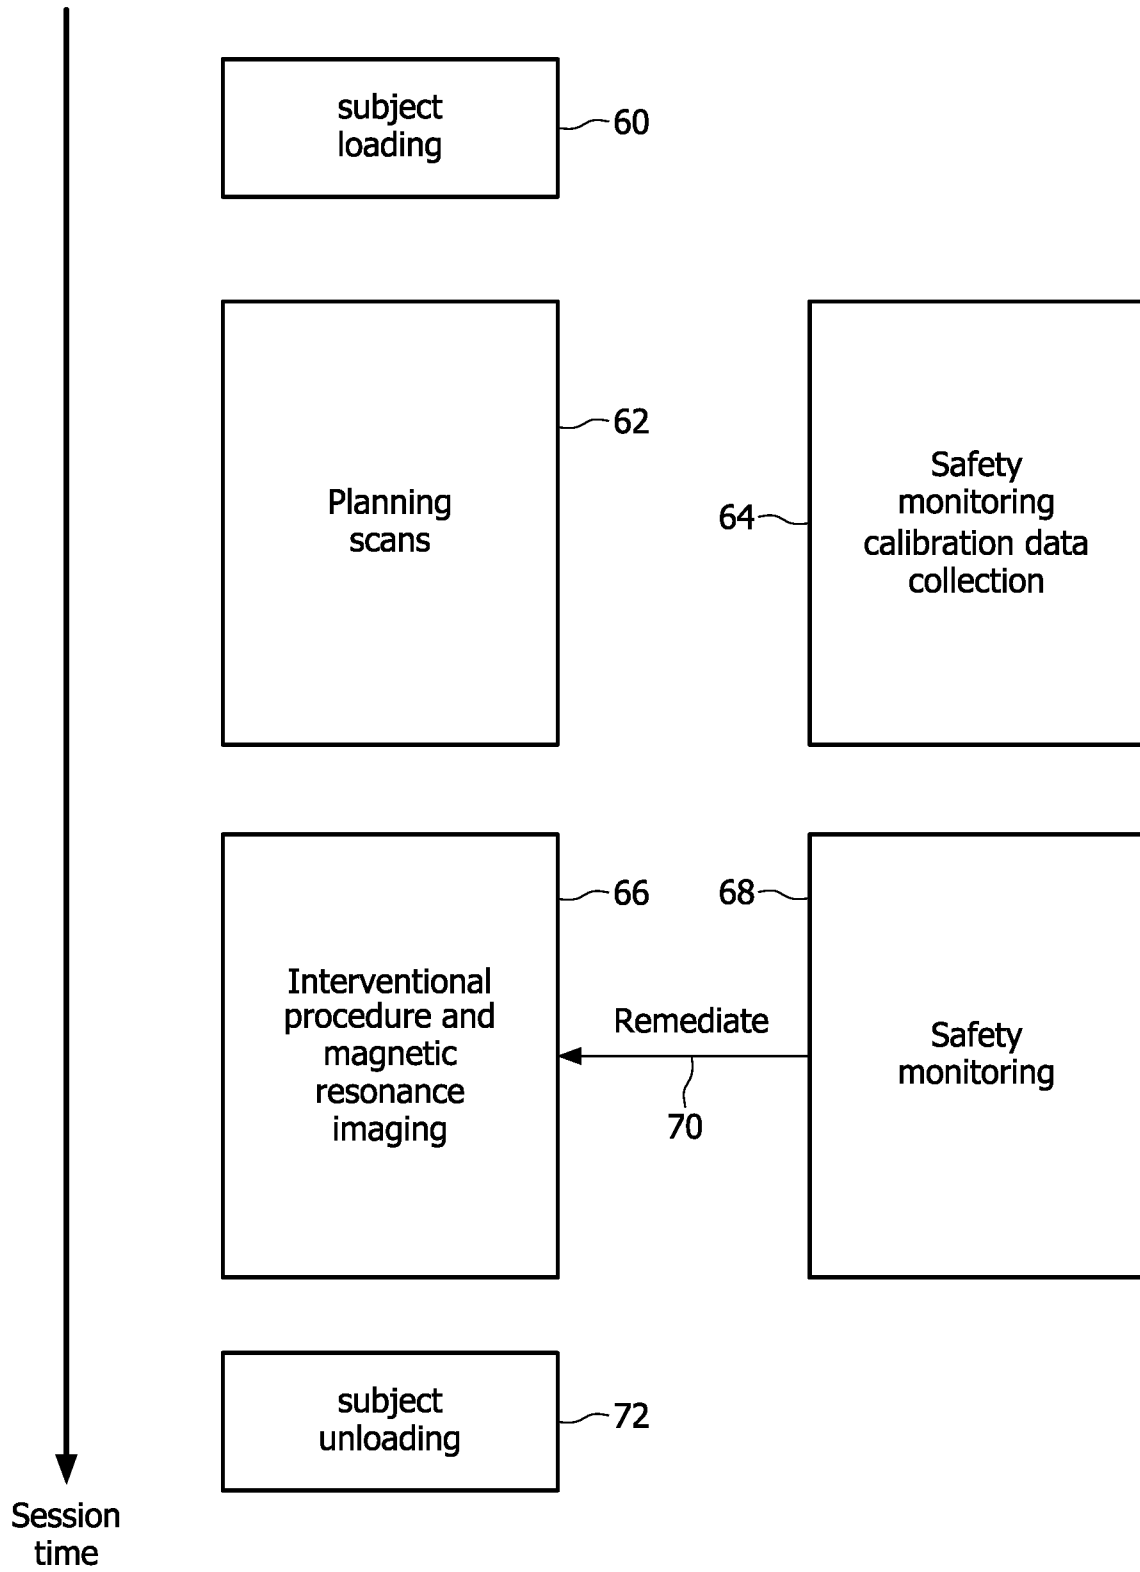 subject
loading
60
Planning
scans
62
64
Safety
monitoring
calibration data
collection
Interventional
procedure and
magnetic
resonance
imaging
66
68
Remediate
70
Safety
monitoring
subject
unloading
72
Session
time